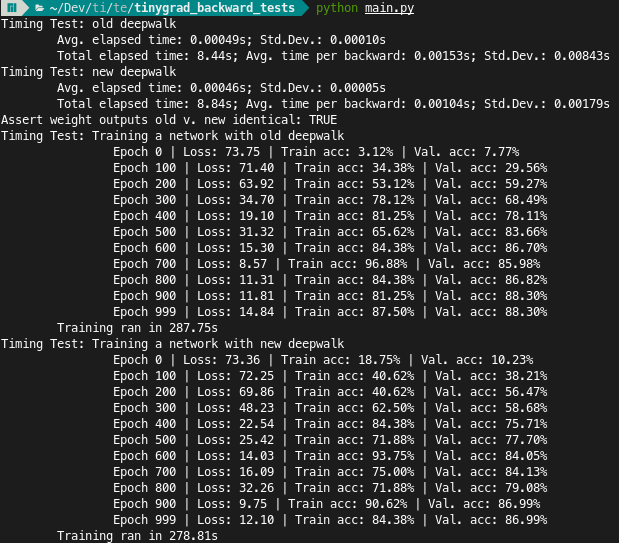 ~/Dev/ti/te/tinygrad_backward_tests python main.py
Timing Test: old deepwalk
Avg. elapsed time: 0.00049s; Std.Dev.: 0.00010s
Total elapsed time: 8.44s; Avg. time per backward: 0.00153s; Std.Dev.: 0.00843s
Timing Test: new deepwalk
Avg. elapsed time: 0.00046s; Std.Dev.: 0.00005s
Total elapsed time: 8.84s; Avg. time per backward: 0.00104s; Std.Dev.: 0.00179s
Assert weight outputs old v. new identical: TRUE
Timing Test: Training a network with old deepwalk
Epoch 0 | Loss: 73.75 | Train acc: 3.12% | Val. acc: 7.77%
Epoch 100 | Loss: 71.40 | Train acc: 34.38% | Val. acc: 29.56%
Epoch 200 | Loss: 63.92 | Train acc: 53.12% | Val. acc: 59.27%
Epoch 300 | Loss: 34.70 | Train acc: 78.12% | Val. acc: 68.49%
Epoch 400 | Loss: 19.10 | Train acc: 81.25% | Val. acc: 78.11%
Epoch 500 | Loss: 31.32 | Train acc: 65.62% | Val. acc: 83.66%
Epoch 600 | Loss: 15.30 | Train acc: 84.38% | Val. acc: 86.70%
Epoch 700 | Loss: 8.57 | Train acc: 96.88% | Val. acc: 85.98%
Epoch 800 | Loss: 11.31 | Train acc: 84.38% | Val. acc: 86.82%
Epoch 900 | Loss: 11.81 | Train acc: 81.25% | Val. acc: 88.30%
Epoch 999 | Loss: 14.84 | Train acc: 87.50% | Val. acc: 88.30%
Training ran in 287.75s
Timing Test: Training a network with new deepwalk
Epoch 0 | Loss: 73.36 | Train acc: 18.75% | Val. acc: 10.23%
Epoch 100 | Loss: 72.25 | Train acc: 40.62% | Val. acc: 38.21%
Epoch 200 | Loss: 69.86 | Train acc: 40.62% | Val. acc: 56.47%
Epoch 300 | Loss: 48.23 | Train acc: 62.50% | Val. acc: 58.68%
Epoch 400 | Loss: 22.54 | Train acc: 84.38% | Val. acc: 75.71%
Epoch 500 | Loss: 25.42 | Train acc: 71.88% | Val. acc: 77.70%
Epoch 600 | Loss: 14.03 | Train acc: 93.75% | Val. acc: 84.05%
Epoch 700 | Loss: 16.09 | Train acc: 75.00% | Val. acc: 84.13%
Epoch 800 | Loss: 32.26 | Train acc: 71.88% | Val. acc: 79.08%
Epoch 900 | Loss: 9.75 | Train acc: 90.62% | Val. acc: 86.99%
Epoch 999 | Loss: 12.10 | Train acc: 84.38% | Val. acc: 86.99%
Training ran in 278.81s